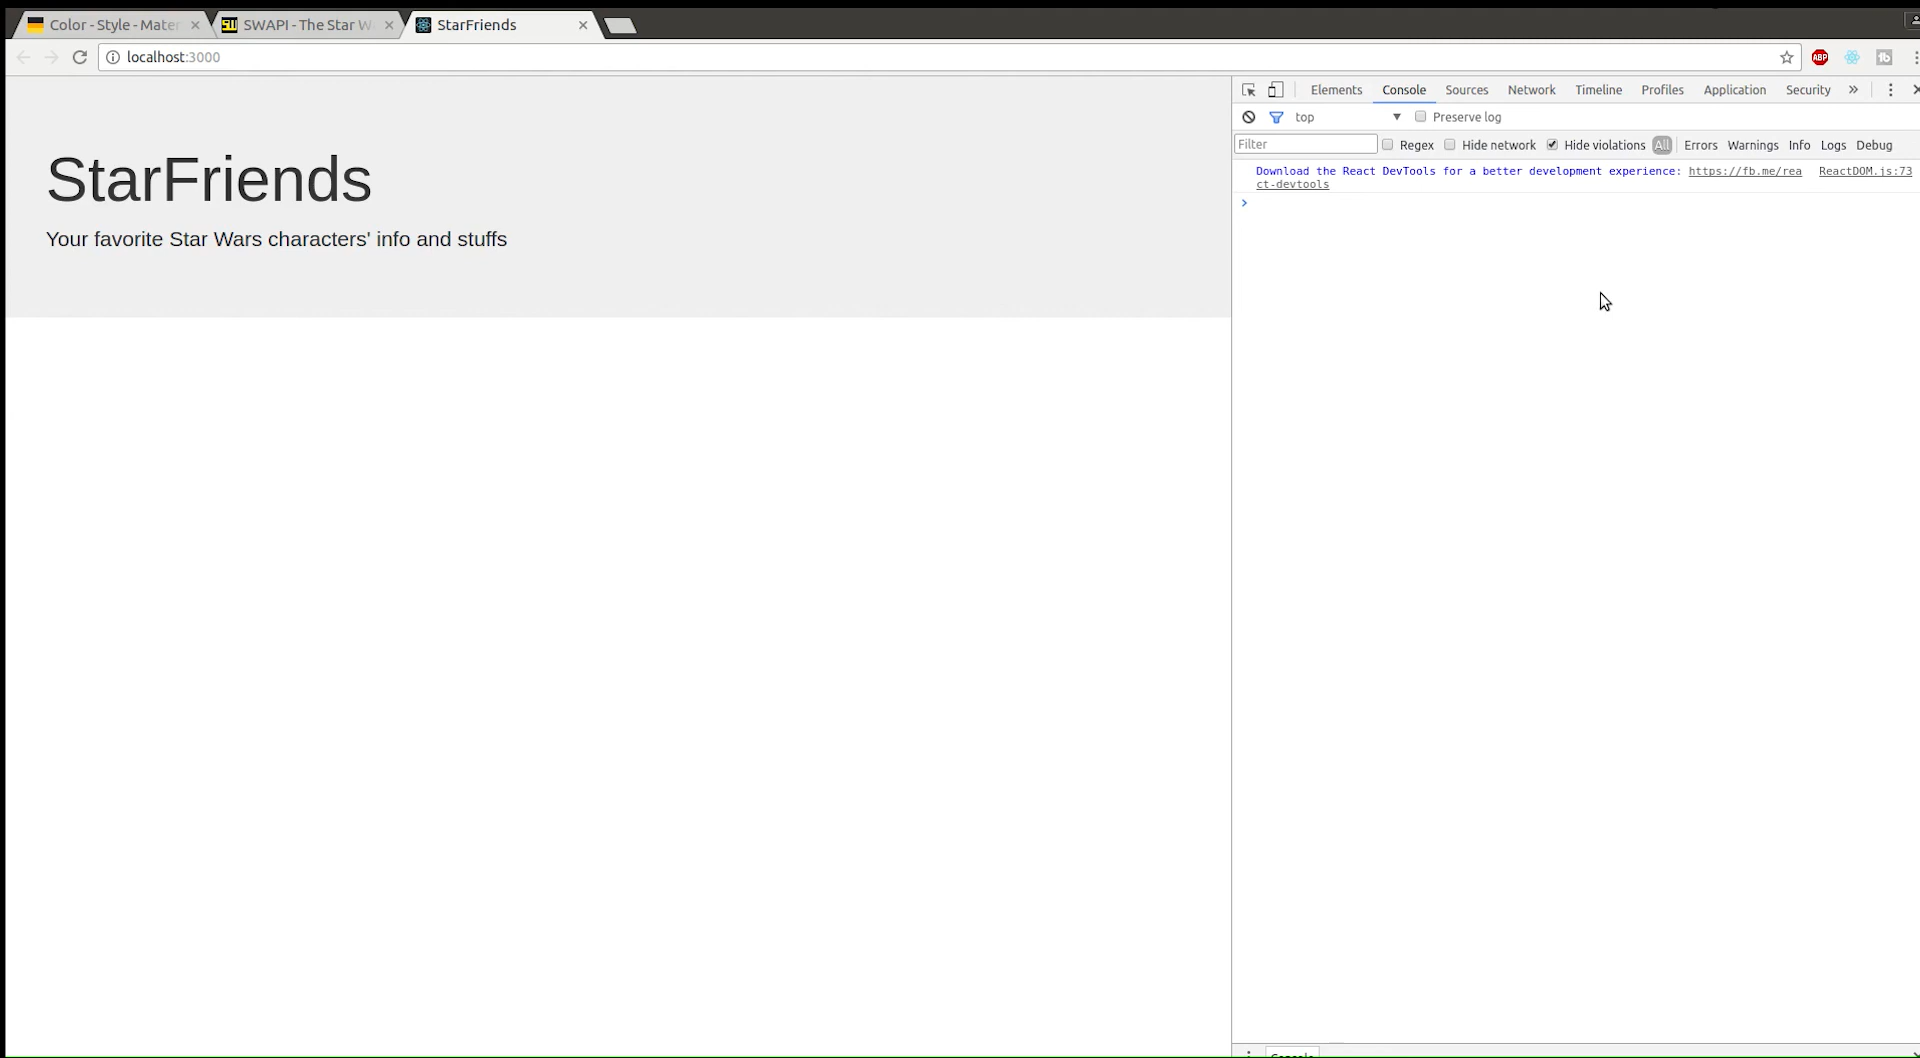 Color - Style - Mater
SWAPI - The Star W
StarFriends
localhost:3000
ABP
Elements Console Sources Network Timeline Profiles Application Security »
top Preserve log
Filter Regex Hide network Hide violations All Errors Warnings Info Logs Debug
Download the React DevTools for a better development experience: https://fb.me/rea ReactDOM.js:73
ct-devtools
>
StarFriends
Your favorite Star Wars characters' info and stuffs
Console